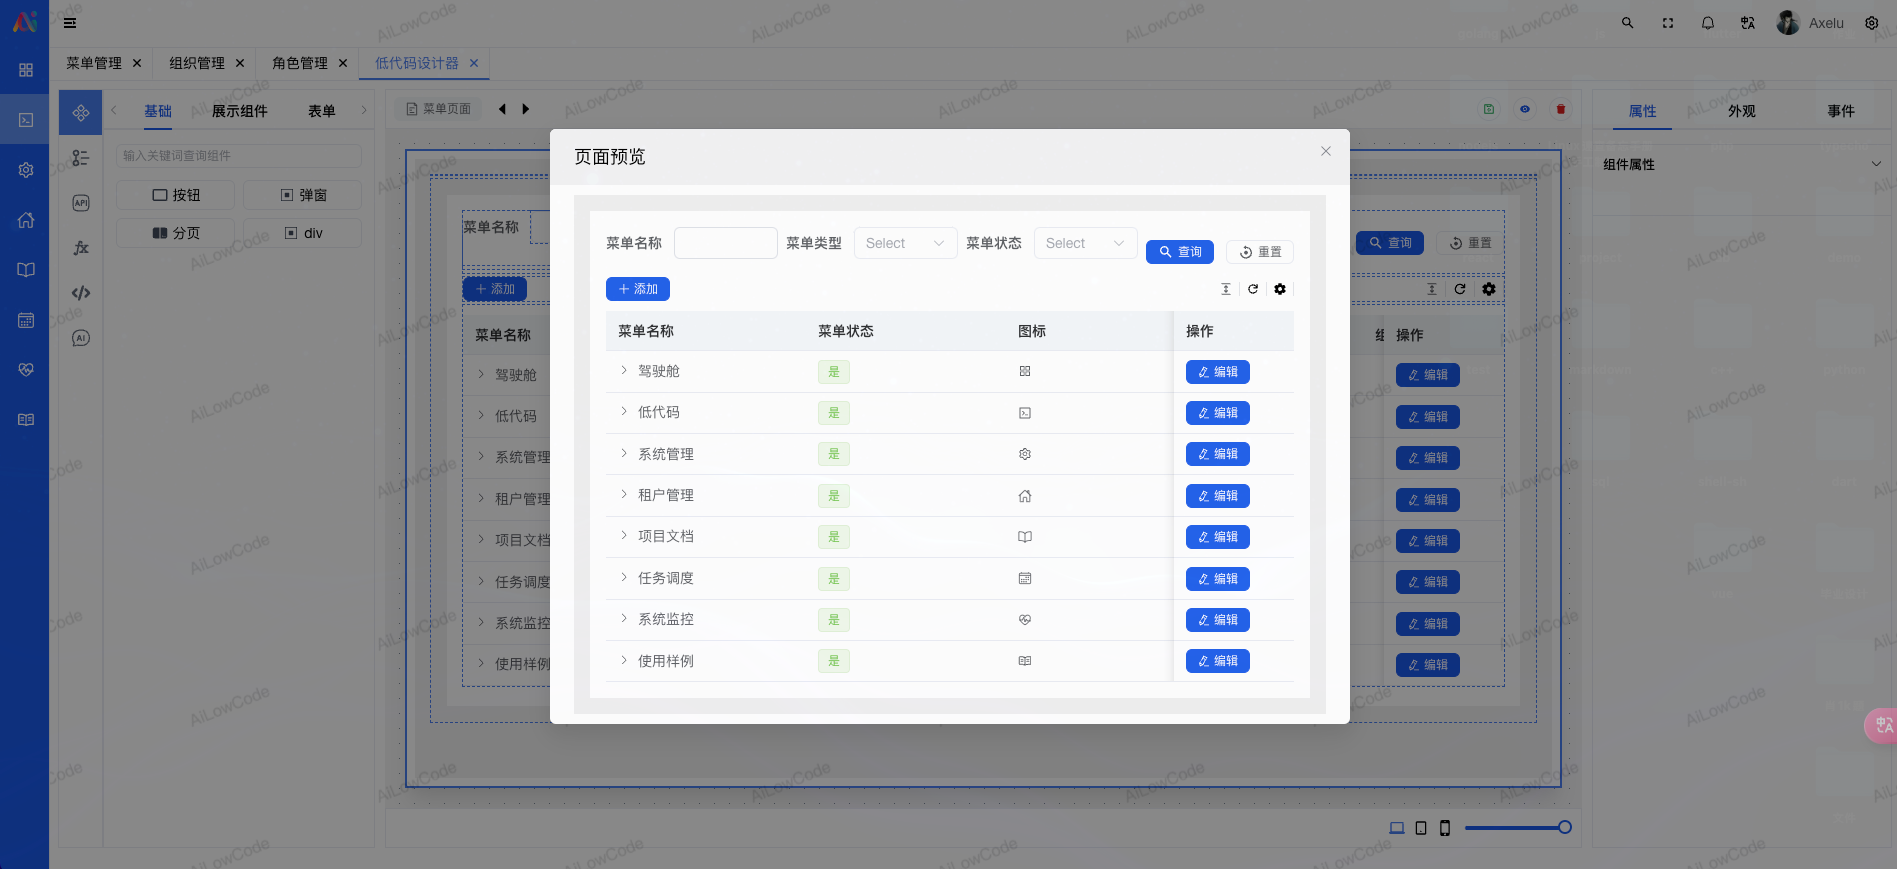 Axelu
菜单管理 组织管理 角色管理 低代码设计器
基础 展示组件 表单
菜单页面
属性 外观 事件
输入关键词查询组件
组件属性
按钮 弹窗
分页 div
API
AI
页面预览
菜单名称 菜单类型 Select 菜单状态 Select 查询 重置
添加
菜单名称 菜单状态 图标 操作
驾驶舱 是 编辑
低代码 是 编辑
系统管理 是 编辑
租户管理 是 编辑
项目文档 是 编辑
任务调度 是 编辑
系统监控 是 编辑
使用样例 是 编辑
菜单名称 查询 重置
添加
菜单名称 操作
驾驶舱 编辑
低代码 编辑
系统管理 编辑
租户管理 编辑
项目文档 编辑
任务调度 编辑
系统监控 编辑
使用样例 编辑
AiLowCode